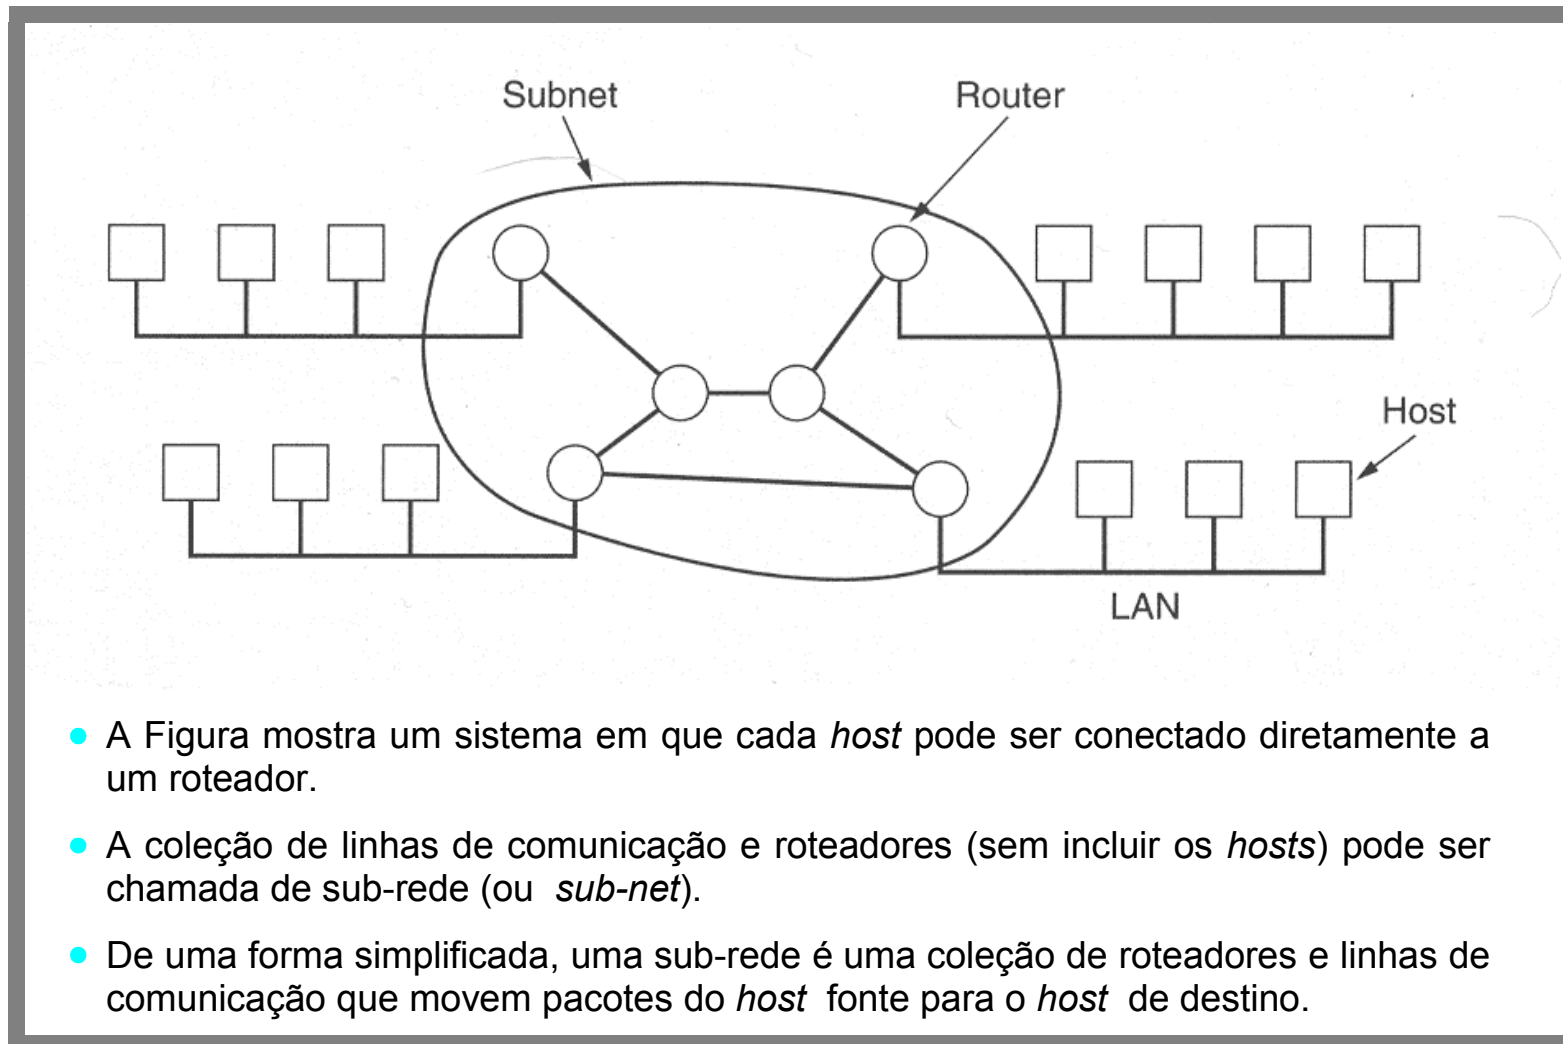 Subnet
Router
Host
LAN
• A Figura mostra um sistema em que cada host pode ser conectado diretamente a
um roteador.
• A coleção de linhas de comunicação e roteadores (sem incluir os hosts) pode ser
chamada de sub-rede (ou sub-net).
• De uma forma simplificada, uma sub-rede é uma coleção de roteadores e linhas de
comunicação que movem pacotes do host fonte para o host de destino.